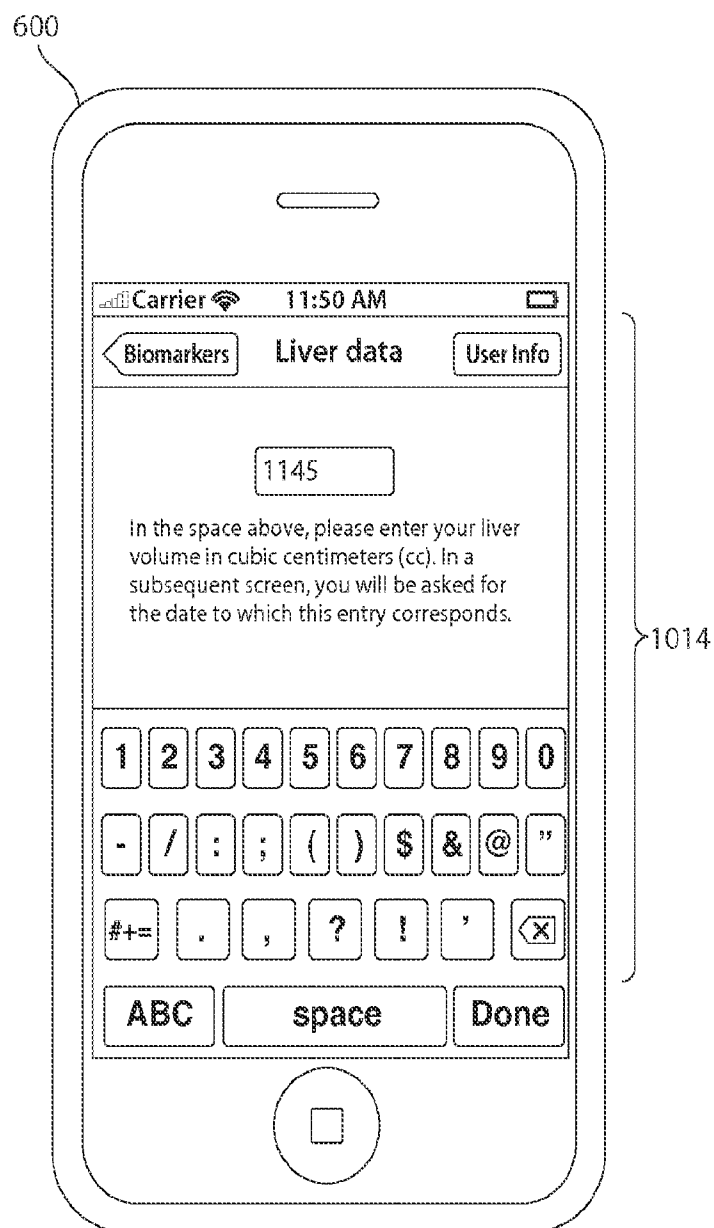 600
Carrier 11:50 AM
Biomarkers Liver data User Info
1145
In the space above, please enter your liver
volume in cubic centimeters (cc). In a
subsequent screen, you will be asked for
the date to which this entry corresponds.
1014
1 2 3 4 5 6 7 8 9 0
- / : ; ( ) $ & @ "
#+= . , ? ! ' X
ABC space Done